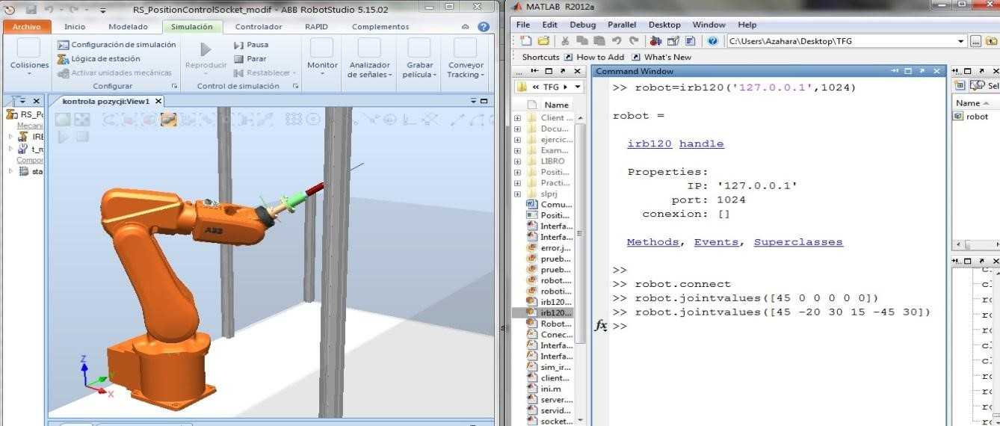 RS_PositionControlSocket_modif - ABB RobotStudio 5.15.02
Archivo Inicio Modelado Simulación Controlador RAPID Complementos
Colisiones
Configuración de simulación
Lógica de estación
Activar unidades mecánicas
Configurar
Reproducir
Pausa
Parar
Restablecer
Control de simulación
Monitor
Analizador de señales
Grabar película
Conveyor Tracking
kontrola pozycji:View1
RS_P
Mecani
IRE
t_r
Compor
sta
ABB
Z
Y
X
MATLAB R2012a
File Edit Debug Parallel Desktop Window Help
C:\Users\Azahara\Desktop\TFG
Shortcuts How to Add What's New
« TFG
Name
Client ...
Docu...
ejercic...
Exam...
LIBRO
Positi...
Practi...
slprj
Comu...
Positi...
Interfa...
Interfa...
error.j...
prueb...
prueb...
robot....
roboti...
irb120...
irb120...
Robot...
Conec...
Interfa...
Interfa...
sim_ir...
client...
ini.m
server...
servid...
socket...
Command Window
>> robot=irb120('127.0.0.1',1024)
robot =
irb120 handle
Properties:
IP: '127.0.0.1'
port: 1024
conexion: []
Methods, Events, Superclasses
>>
>> robot.connect
>> robot.jointvalues([45 0 0 0 0 0])
>> robot.jointvalues([45 -20 30 15 -45 30])
fx >>
Sel
Name
robot